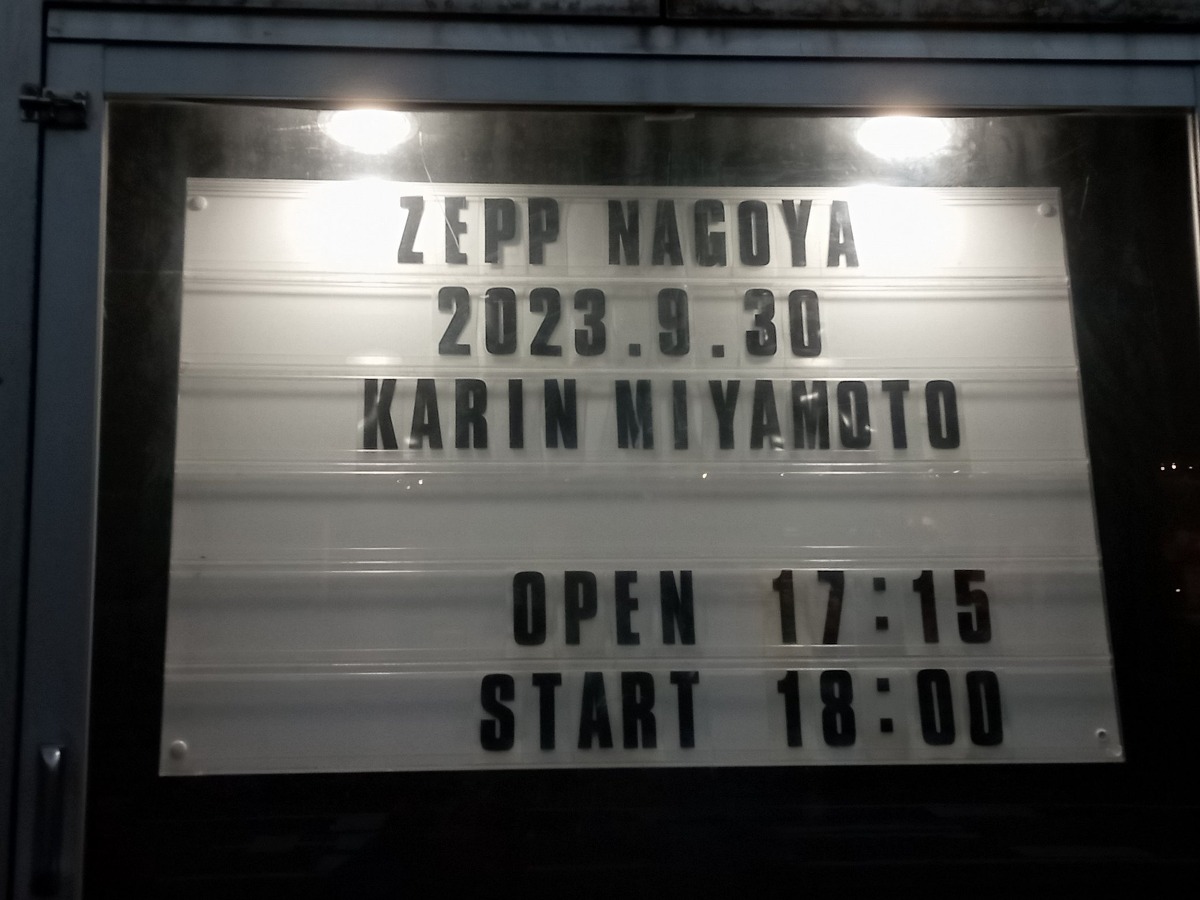 ZEPP NAGOYA
2023.9.30
KARIN MIYAMOTO
OPEN 17:15
START 18:00